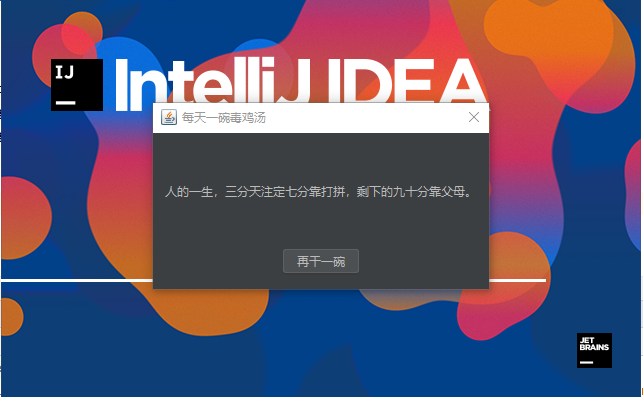 IJ
IntelliJ IDEA
每天一碗毒鸡汤
人的一生，三分天注定七分靠打拼，剩下的九十分靠父母。
再干一碗
JET
BRAINS